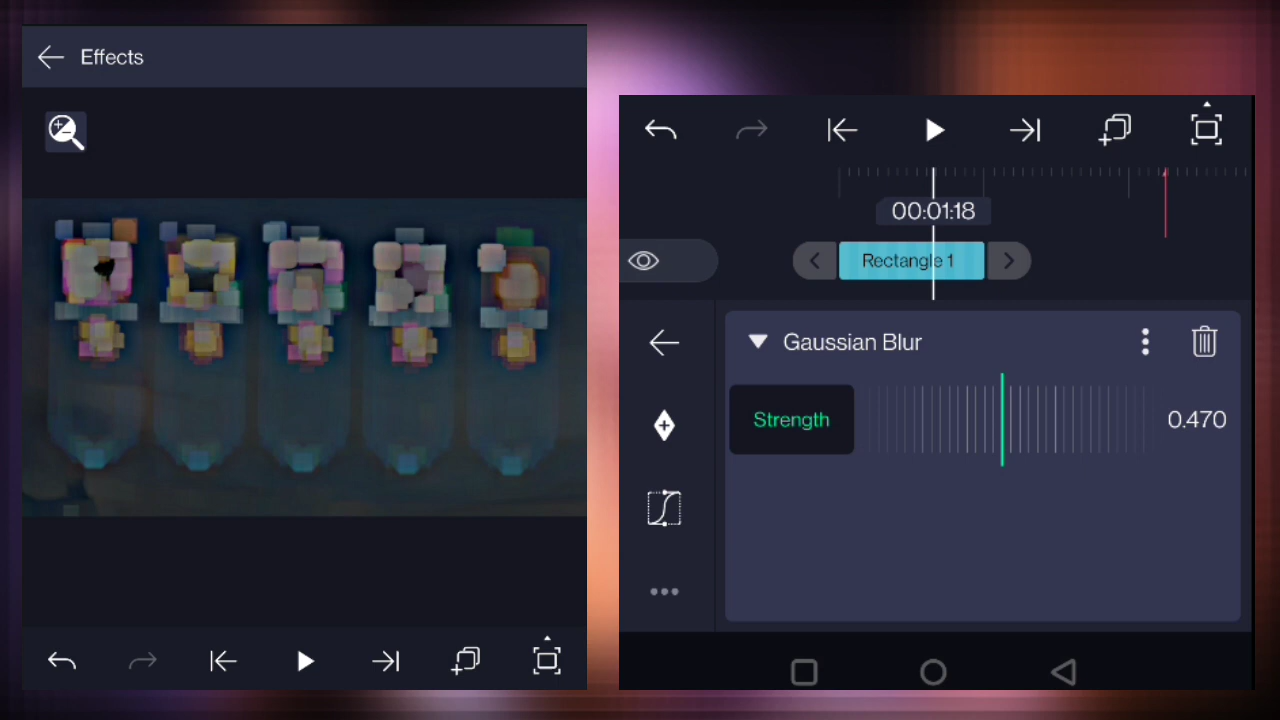 Effects
00:01:18
Rectangle 1
Gaussian Blur
Strength
0.470